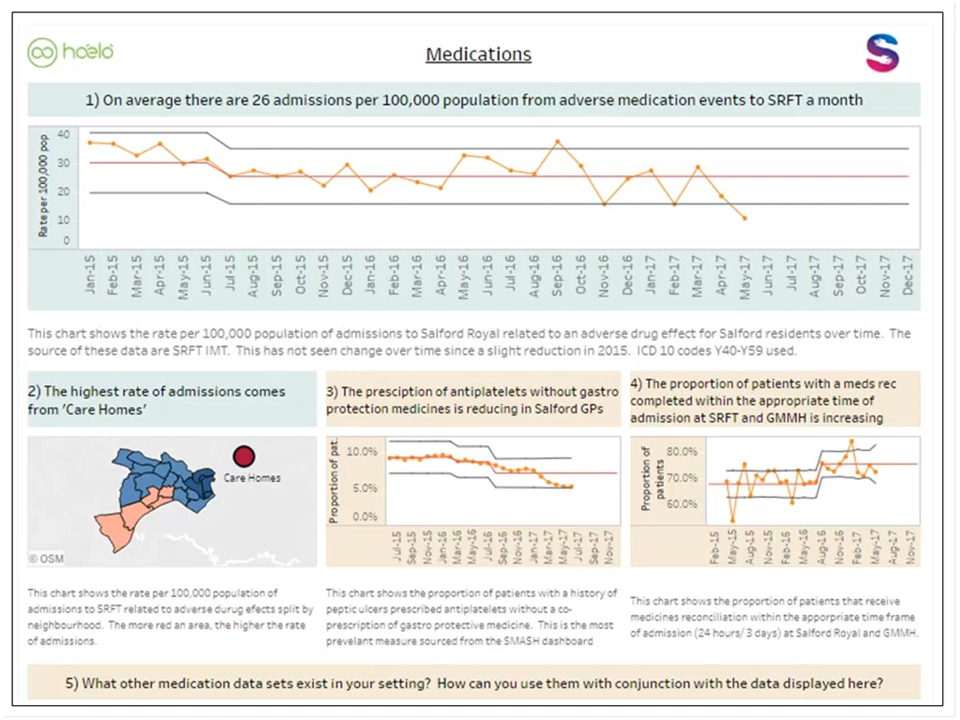 haelo
Medications
S
1) On average there are 26 admissions per 100,000 population from adverse medication events to SRFT a month
Rate per 100,000 pop
40
30
20
10
0
Jan-15
Feb-15
Mar-15
Apr-15
May-15
Jun-15
Jul-15
Aug-15
Sep-15
Oct-15
Nov-15
Dec-15
Jan-16
Feb-16
Mar-16
Apr-16
May-16
Jun-16
Jul-16
Aug-16
Sep-16
Oct-16
Nov-16
Dec-16
Jan-17
Feb-17
Mar-17
Apr-17
May-17
Jun-17
Jul-17
Aug-17
Sep-17
Oct-17
Nov-17
Dec-17
This chart shows the rate per 100,000 population of admissions to Salford Royal related to an adverse drug effect for Salford residents over time. The
source of these data are SRFT IMT. This has not seen change over time since a slight reduction in 2015. ICD 10 codes Y40-Y59 used.
2) The highest rate of admissions comes
from 'Care Homes'
Care Homes
© OSM
This chart shows the rate per 100,000 population of
admissions to SRFT related to adverse durug efects split by
neighbourhood. The more red an area, the higher the rate
of admissions.
3) The presciption of antiplatelets without gastro
protection medicines is reducing in Salford GPs
Proportion of pat.
10.0%
5.0%
0.0%
Jul-15
Sep-15
Nov-15
Jan-16
Mar-16
May-16
Jul-16
Sep-16
Nov-16
Jan-17
Mar-17
May-17
Jul-17
Sep-17
Nov-17
This chart shows the proportion of patients with a history of
peptic ulcers prescribed antiplatelets without a co-
prescription of gastro protective medicine. This is the most
prevelant measure sourced from the SMASH dashboard
4) The proportion of patients with a meds rec
completed within the appropriate time of
admission at SRFT and GMMH is increasing
Proportion of
patients
80.0%
70.0%
60.0%
Feb-15
May-15
Aug-15
Nov-15
Feb-16
May-16
Aug-16
Nov-16
Feb-17
May-17
Aug-17
Nov-17
This chart shows the proportion of patients that receive
medicines reconciliation within the apporpriate time frame
of admission (24 hours/ 3 days) at Salford Royal and GMMH.
5) What other medication data sets exist in your setting? How can you use them with conjunction with the data displayed here?